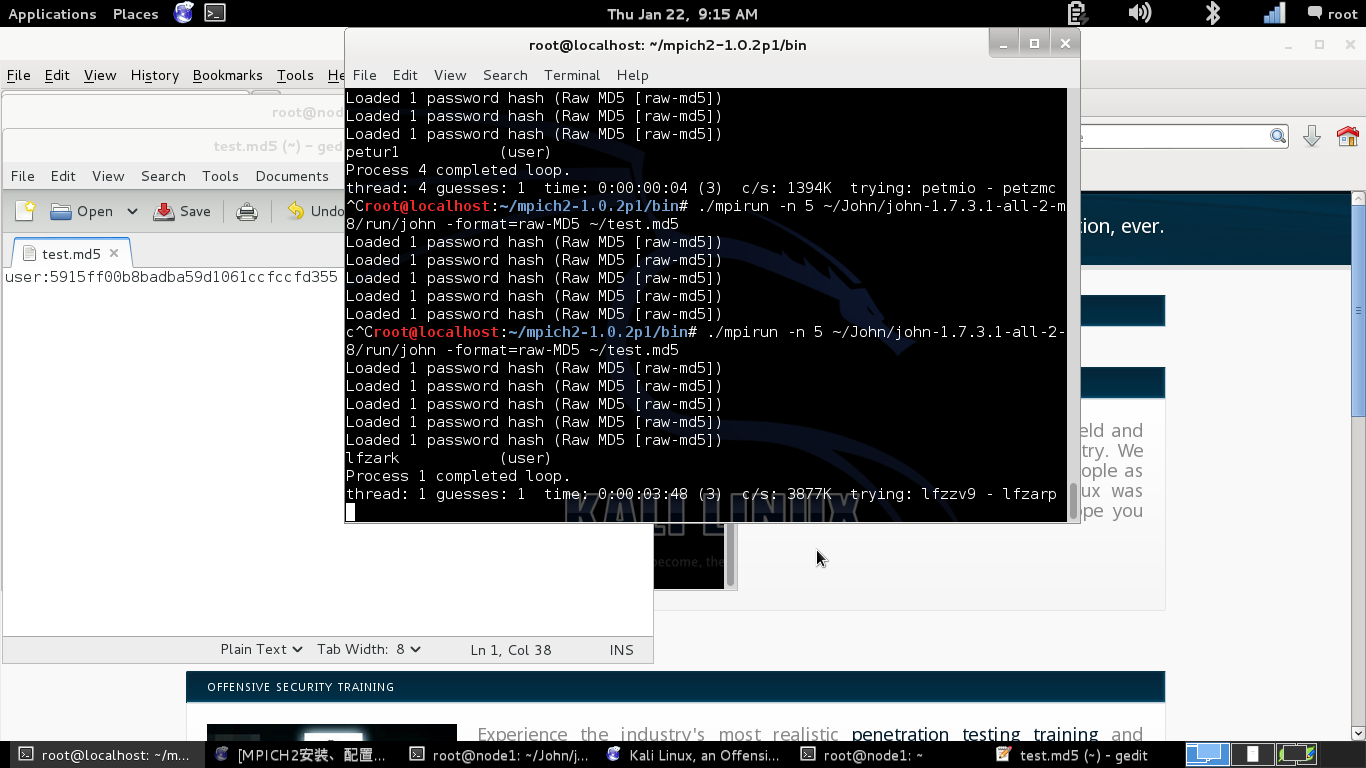 Applications Places Thu Jan 22, 9:15 AM root
root@localhost: ~/mpich2-1.0.2p1/bin
File Edit View History Bookmarks Tools
File Edit View Search Terminal Help
root@nod
test.md5 (~) - ged
File Edit View Search Tools Documents
Open Save Undo
test.md5
user:5915ff00b8badba59d1061ccfccfd355
Loaded 1 password hash (Raw MD5 [raw-md5])
Loaded 1 password hash (Raw MD5 [raw-md5])
Loaded 1 password hash (Raw MD5 [raw-md5])
petur1 (user)
Process 4 completed loop.
thread: 4 guesses: 1 time: 0:00:00:04 (3) c/s: 1394K trying: petmio - petzmc
^Croot@localhost:~/mpich2-1.0.2p1/bin# ./mpirun -n 5 ~/John/john-1.7.3.1-all-2-m
8/run/john -format=raw-MD5 ~/test.md5
Loaded 1 password hash (Raw MD5 [raw-md5])
Loaded 1 password hash (Raw MD5 [raw-md5])
Loaded 1 password hash (Raw MD5 [raw-md5])
Loaded 1 password hash (Raw MD5 [raw-md5])
Loaded 1 password hash (Raw MD5 [raw-md5])
c^Croot@localhost:~/mpich2-1.0.2p1/bin# ./mpirun -n 5 ~/John/john-1.7.3.1-all-2-
8/run/john -format=raw-MD5 ~/test.md5
Loaded 1 password hash (Raw MD5 [raw-md5])
Loaded 1 password hash (Raw MD5 [raw-md5])
Loaded 1 password hash (Raw MD5 [raw-md5])
Loaded 1 password hash (Raw MD5 [raw-md5])
Loaded 1 password hash (Raw MD5 [raw-md5])
lfzark (user)
Process 1 completed loop.
thread: 1 guesses: 1 time: 0:00:03:48 (3) c/s: 3877K trying: lfzzv9 - lfzarp
KALI LINUX
ion, ever.
eld and
try. We
ople as
ux was
ope you
become, the
Plain Text Tab Width: 8 Ln 1, Col 38 INS
OFFENSIVE SECURITY TRAINING
Experience the industry's most realistic penetration testing training and
root@localhost: ~/m... [MPICH2安装、配置... root@node1: ~/John/j... Kali Linux, an Offensi... root@node1: ~ test.md5 (~) - gedit